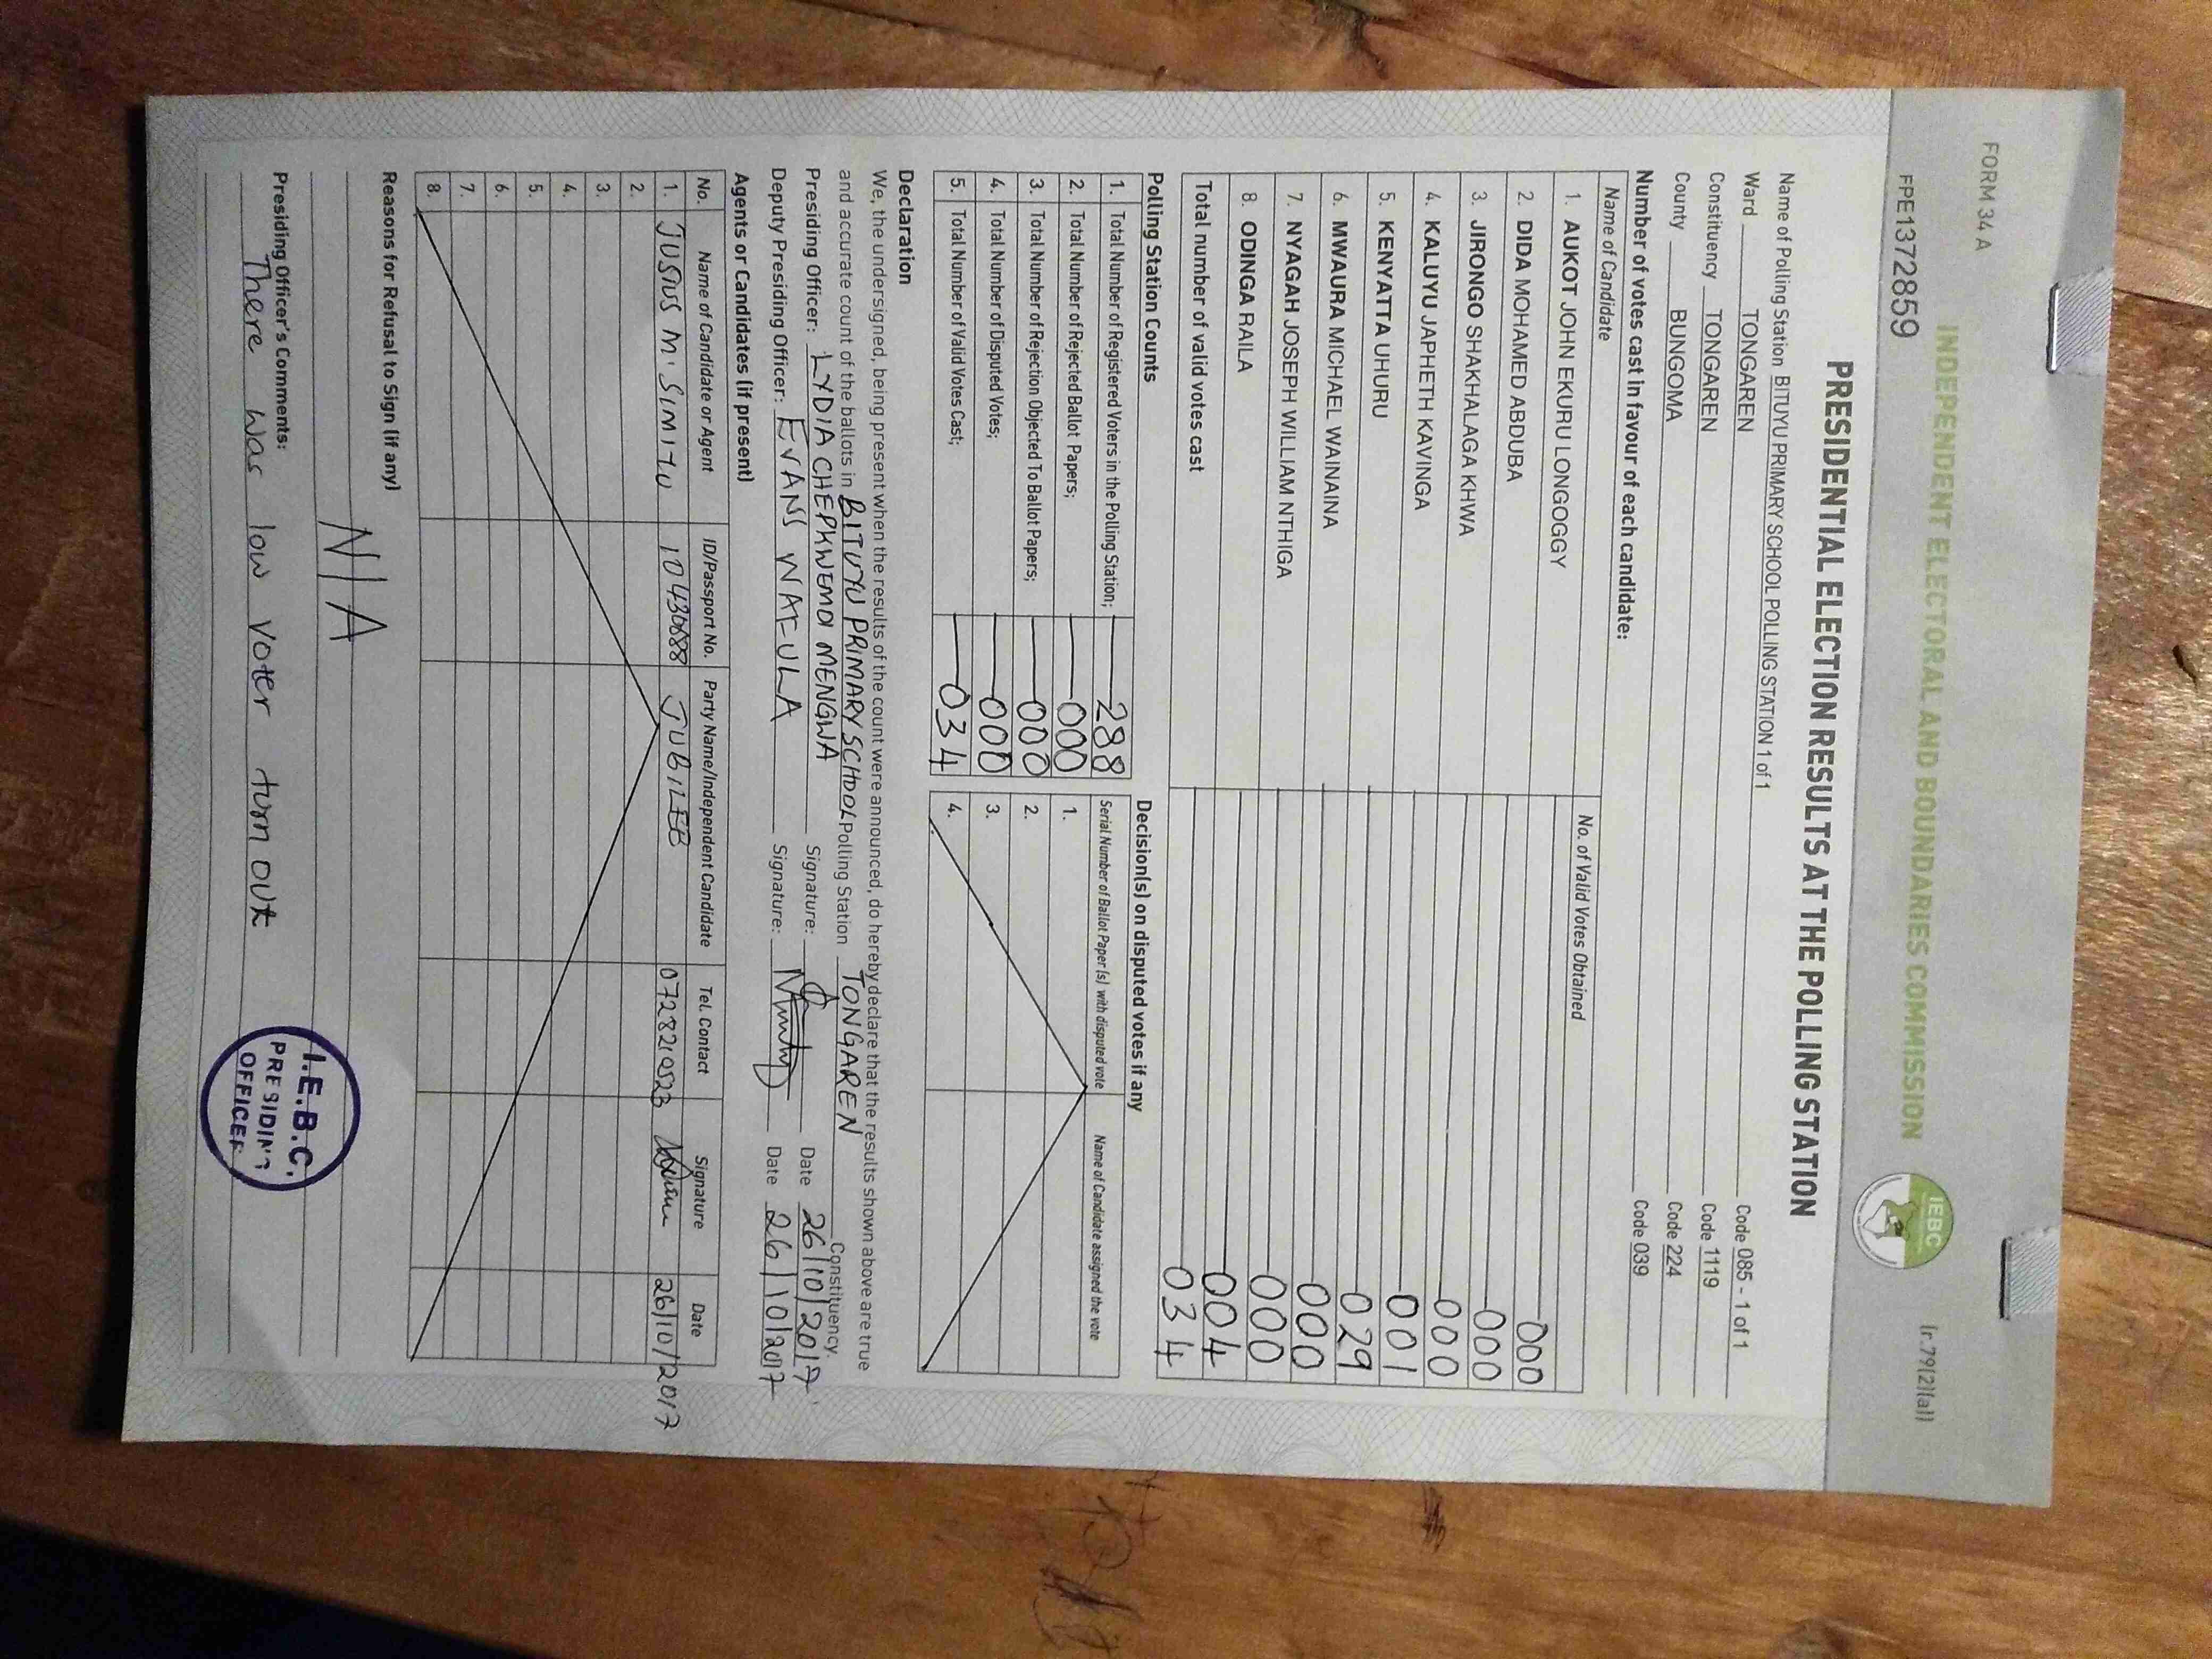 FORM 34 A
INDEPENDENT ELECTORAL AND BOUNDARIES COMMISSION
IEBC
(r.79(2)(a))
FPE1372859
PRESIDENTIAL ELECTION RESULTS AT THE POLLING STATION
Name of Polling Station BITUYU PRIMARY SCHOOL POLLING STATION 1 of 1 Code 085 - 1 of 1
Ward TONGAREN Code 1119
Constituency TONGAREN Code 224
County BUNGOMA Code 039
Number of votes cast in favour of each candidate:
Name of Candidate No. of Valid Votes Obtained
1. AUKOT JOHN EKURU LONGOGGY 000
2. DIDA MOHAMED ABDUBA 000
3. JIRONGO SHAKHALAGA KHWA 000
4. KALUYU JAPHETH KAVINGA 001
5. KENYATTA UHURU 029
6. MWAURA MICHAEL WAINAINA 000
7. NYAGAH JOSEPH WILLIAM NTHIGA 000
8. ODINGA RAILA 004
Total number of valid votes cast 034
Polling Station Counts
1. Total Number of Registered Voters in the Polling Station; 288
2. Total Number of Rejected Ballot Papers; 000
3. Total Number of Rejection Objected To Ballot Papers; 000
4. Total Number of Disputed Votes; 000
5. Total Number of Valid Votes Cast; 034
Decision(s) on disputed votes if any
Serial Number of Ballot Paper (s) with disputed vote Name of Candidate assigned the vote
1.
2.
3.
4.
Declaration
We, the undersigned, being present when the results of the count were announced, do hereby declare that the results shown above are true
and accurate count of the ballots in BITUYU PRIMARY SCHOOL Polling Station TONGAREN Constituency.
Presiding Officer: LYDIA CHEPKWEMOI MENGWA Signature: Date 26/10/2017
Deputy Presiding Officer: EVANS WAFULA Signature: Date 26/10/2017
Agents or Candidates (if present)
No. Name of Candidate or Agent ID/Passport No. Party Name/Independent Candidate Tel. Contact Signature Date
1. JUSTUS M. SIMITU JUBILEE 0728210523 26/10/2017
2.
3.
4.
5.
6.
7.
8.
Reasons for Refusal to Sign (if any)
N/A
Presiding Officer's Comments:
There was low voter turn out
I.E.B.C.
PRESIDING
OFFICER